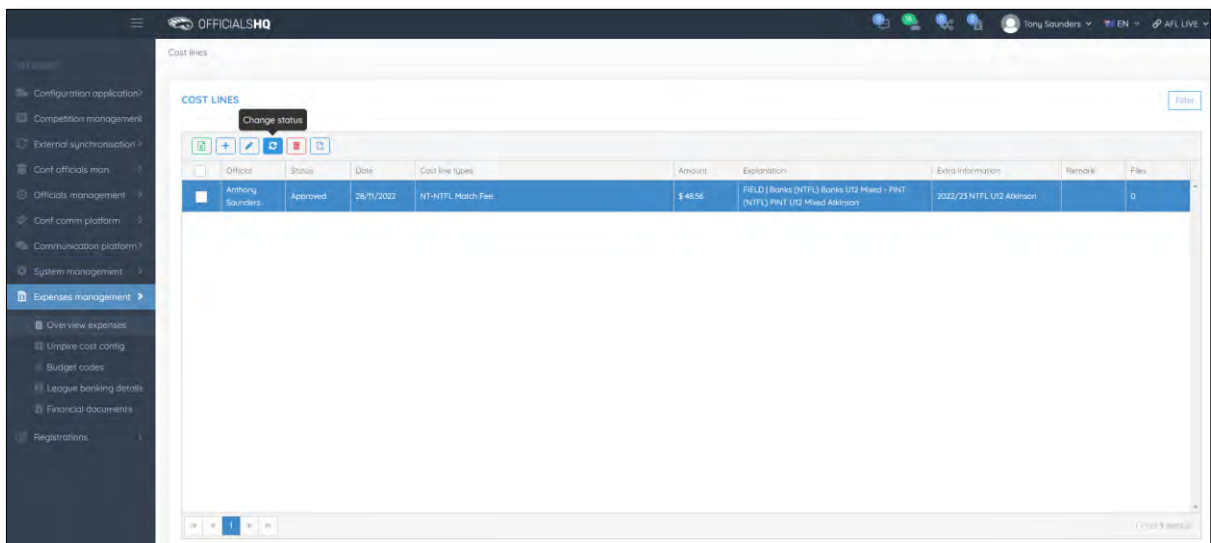 OFFICIALSHQ
Tony Saunders
EN
AFL LIVE
Cost lines
Configuration application
Competition management
External synchronisation
Conf officials man
Officials management
Conf comm platform
Communication platform
System management
Expenses management
Overview expenses
Umpire cost config
Budget codes
League banking details
Financial documents
Registrations
COST LINES
Filter
Change status
Official Status Date Cost line types Amount Explanation Extra information Remark Files
Anthony Saunders Approved 26/11/2022 NT-NTFL Match Fee $ 48.56 FIELD | Banks (NTFL) Banks U12 Mixed - PINT (NTFL) PINT U12 Mixed Atkinson 2022/23 NTFL U12 Atkinson 0
1